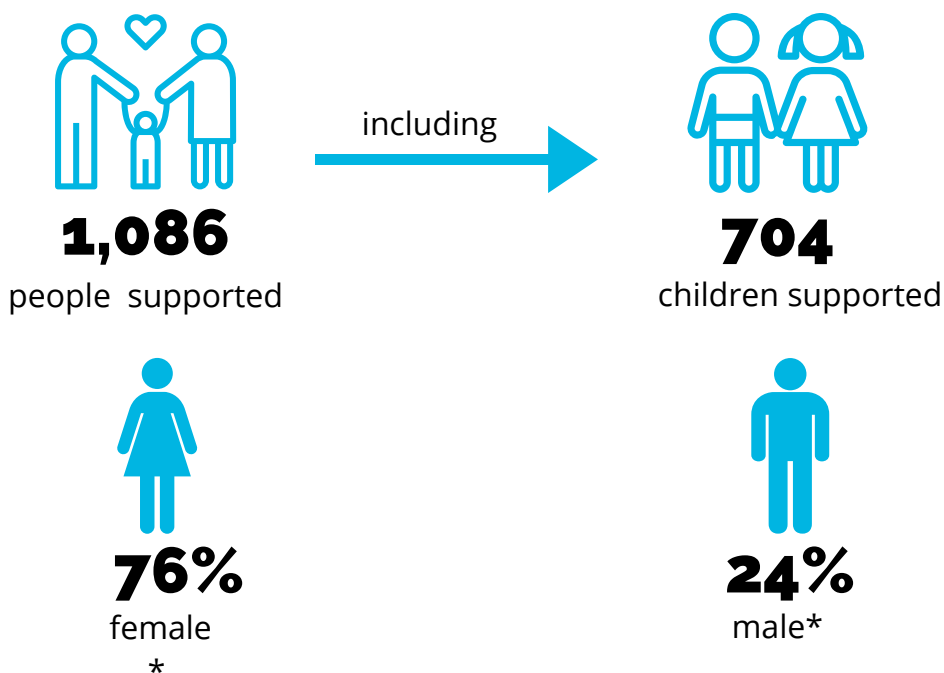 including
1,086
704
people supported
children supported
76%
24%
female
male*
*